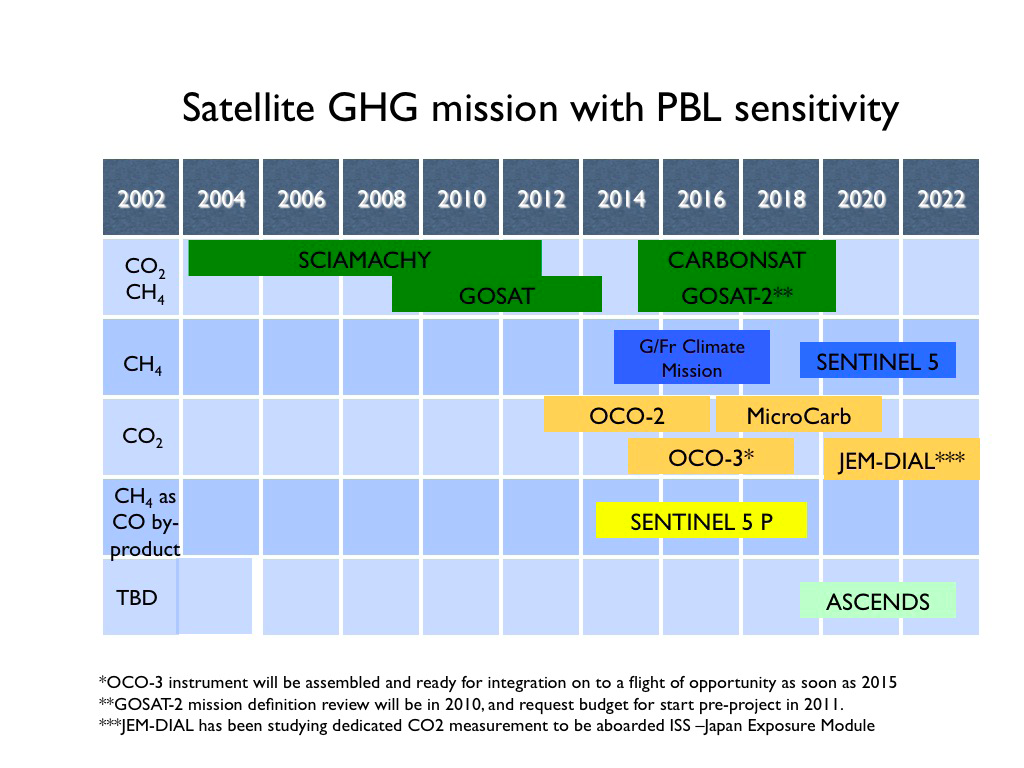 Satellite GHG mission with PBL sensitivity
2002 2004 2006 2008 2010 2012 2014 2016 2018 2020 2022
CO₂
CH₄
SCIAMACHY
CARBONSAT
GOSAT
GOSAT-2**
CH₄
G/Fr Climate
Mission
SENTINEL 5
CO₂
OCO-2
MicroCarb
OCO-3*
JEM-DIAL***
CH₄ as
CO by-
product
SENTINEL 5 P
TBD
ASCENDS
*OCO-3 instrument will be assembled and ready for integration on to a flight of opportunity as soon as 2015
**GOSAT-2 mission definition review will be in 2010, and request budget for start pre-project in 2011.
***JEM-DIAL has been studying dedicated CO2 measurement to be aboarded ISS –Japan Exposure Module